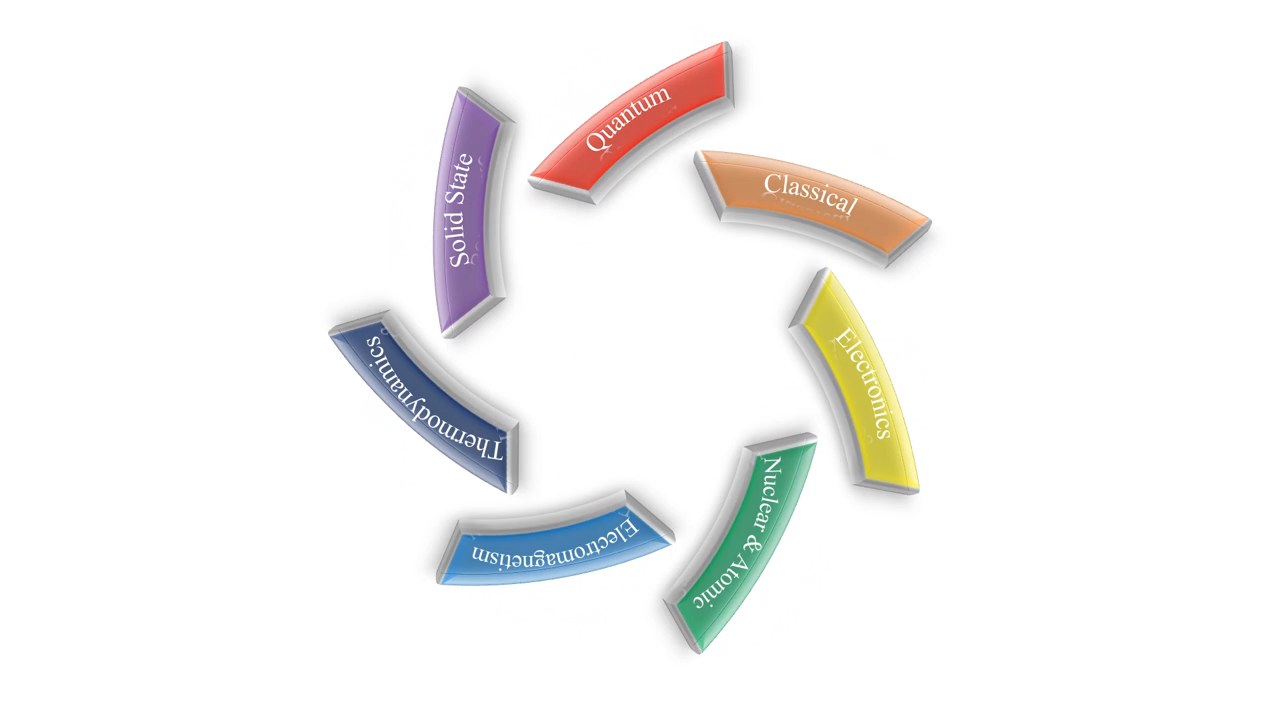 Quantum
Classical
Electronics
Nuclear & Atomic
Electromagnetism
Thermodynamics
Solid State